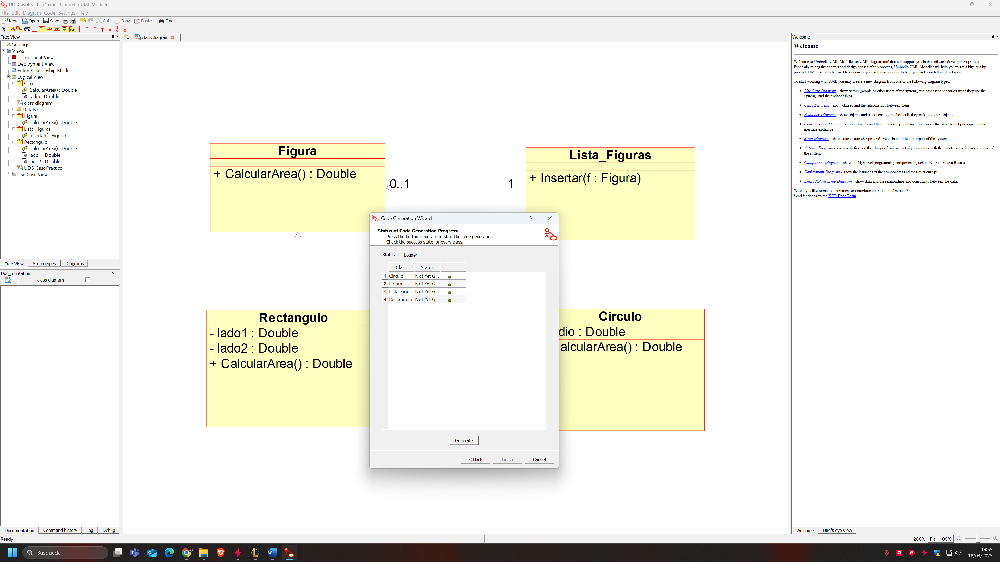 UD5CasoPractico1.xmi – Umbrello UML Modeller
File Edit Diagram Code Settings Help
New Open Save Cut Copy Paste Find
XYZ
Tree View
Settings
Views
Component View
Deployment View
Entity Relationship Model
Logical View
Circulo
CalcularArea() : Double
radio : Double
class diagram
Datatypes
Figura
CalcularArea() : Double
Lista_Figuras
Insertar(f : Figura)
Rectangulo
CalcularArea() : Double
lado1 : Double
lado2 : Double
UD5_CasoPractico1
Use Case View
Tree View Stereotypes Diagrams
Documentation
class diagram
Documentation Command history Log Debug
Ready.
class diagram
Figura
+ CalcularArea() : Double
0..1
1
Lista_Figuras
+ Insertar(f : Figura)
Rectangulo
- lado1 : Double
- lado2 : Double
+ CalcularArea() : Double
Circulo
dio : Double
alcularArea() : Double
Code Generation Wizard
?
Status of Code Generation Progress
Press the button Generate to start the code generation.
Check the success state for every class.
Status Logger
Class Status
1 Circulo Not Yet G...
2 Figura Not Yet G...
3 Lista_Figu... Not Yet G...
4 Rectangulo Not Yet G...
Generate
< Back Finish Cancel
Welcome
Welcome
Welcome to Umbrello UML Modeller an UML diagram tool that can support you in the software development process.
Especially during the analysis and design phases of this process, Umbrello UML Modeller will help you to get a high quality
product. UML can also be used to document your software designs to help you and your fellow developers.
To start working with UML you may create a new diagram from one of the following diagram types:
• Use Case Diagram - show actors (people or other users of the system), use cases (the scenarios when they use the
system), and their relationships
• Class Diagram - show classes and the relationships between them
• Sequence Diagram - show objects and a sequence of method calls they make to other objects.
• Collaboration Diagram - show objects and their relationship, putting emphasis on the objects that participate in the
message exchange
• State Diagram - show states, state changes and events in an object or a part of the system
• Activity Diagram - show activities and the changes from one activity to another with the events occurring in some part of
the system
• Component Diagram - show the high level programming components (such as KParts or Java Beans).
• Deployment Diagram - show the instances of the components and their relationships.
• Entity Relationship Diagram - show data and the relationships and constraints between the data.
Would you like to make a comment or contribute an update to this page?
Send feedback to the KDE Docs Team
Welcome Bird's eye view
266% Fit 100%
Búsqueda
19:55
18/03/2025